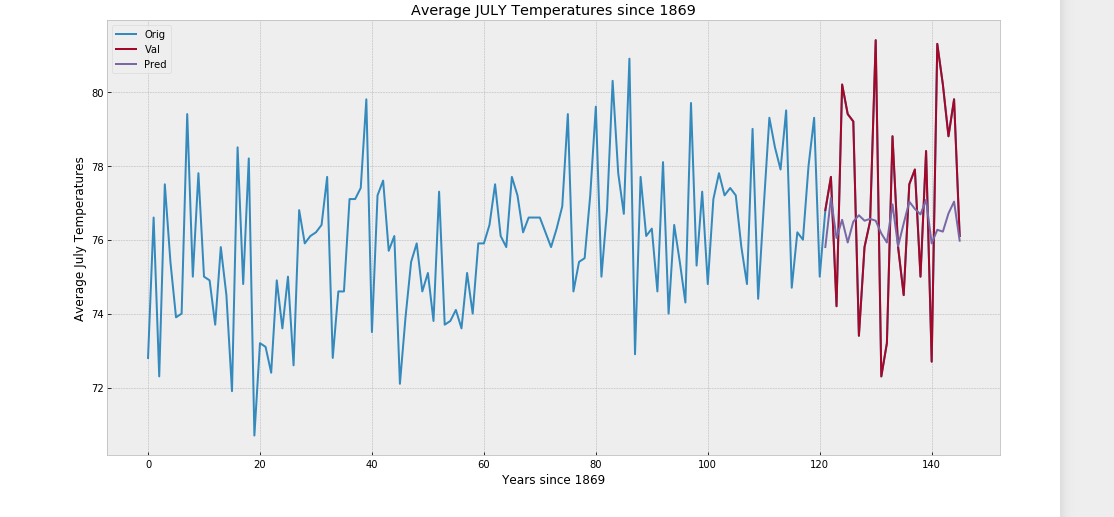 Average JULY Temperatures since 1869
Orig
Val
Pred
80
78
76
74
72
Average July Temperatures
0 20 40 60 80 100 120 140
Years since 1869